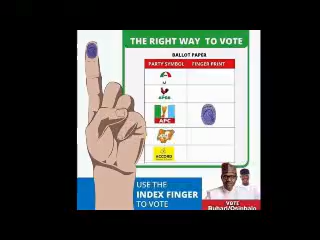 THE RIGHT WAY TO VOTE
BALLOT PAPER
PARTY SYMBOL FINGER PRINT
APC
ACCORD
USE THE
INDEX FINGER
TO VOTE
VOTE
Buhari/Osinbajo